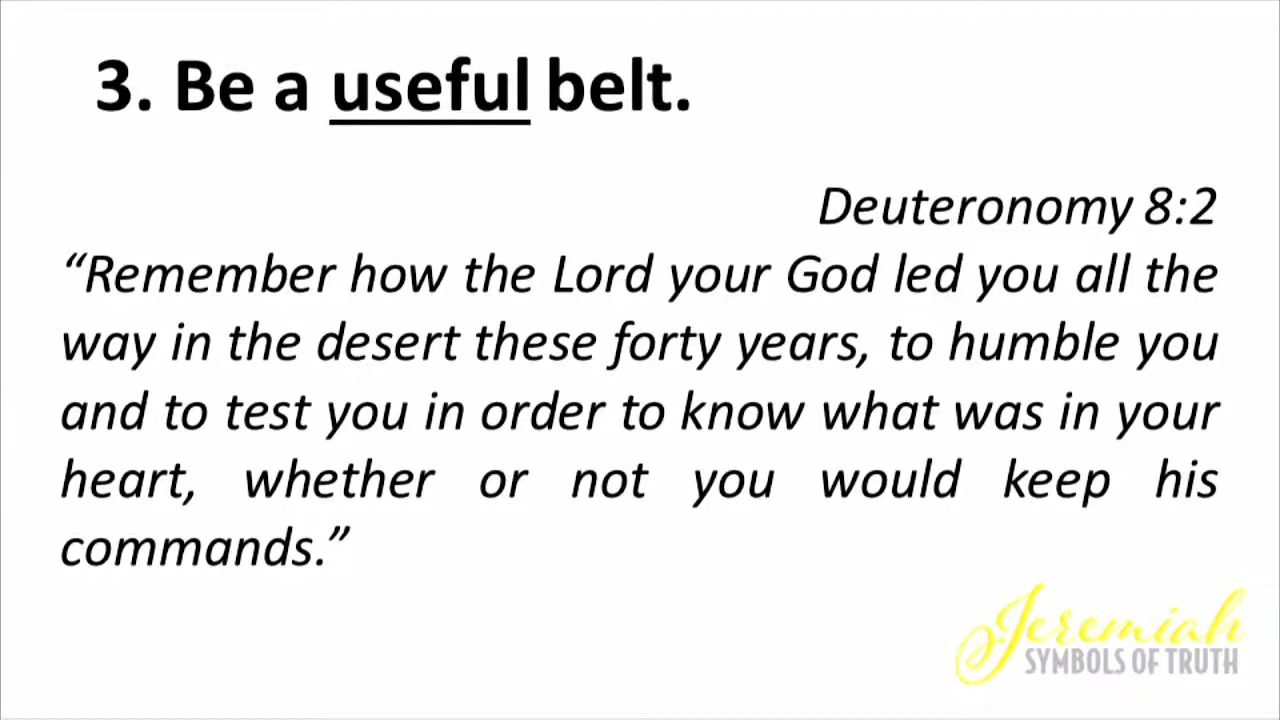 3. Be a useful belt.
Deuteronomy 8:2
“Remember how the Lord your God led you all the
way in the desert these forty years, to humble you
and to test you in order to know what was in your
heart, whether or not you would keep his
commands.”
Jeremiah
SYMBOLS OF TRUTH